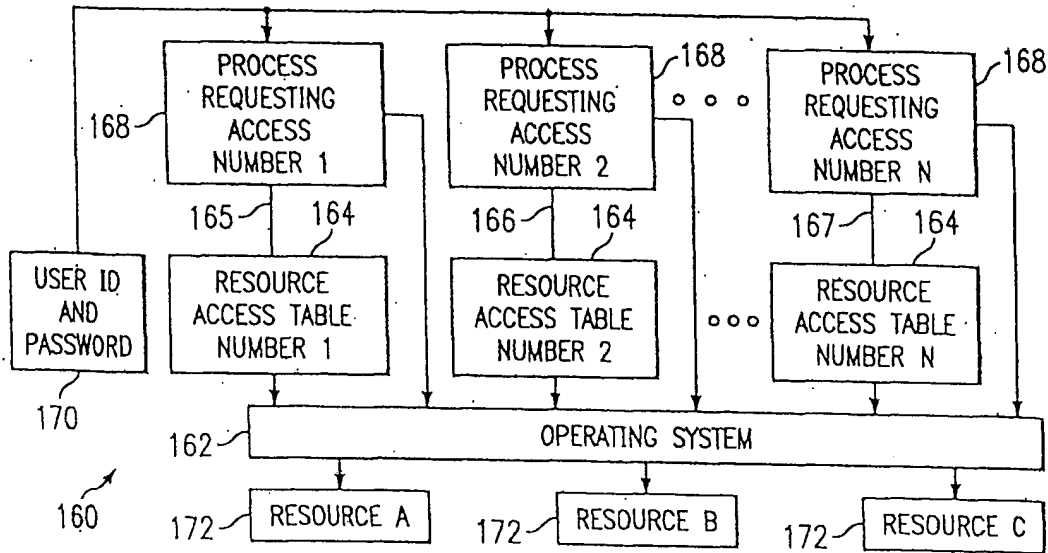 PROCESS
REQUESTING
ACCESS
NUMBER 1
168
PROCESS
REQUESTING
ACCESS
NUMBER 2
168
PROCESS
REQUESTING
ACCESS
NUMBER N
168
165
164
166
164
167
164
USER ID
AND
PASSWORD
170
RESOURCE
ACCESS TABLE
NUMBER 1
RESOURCE
ACCESS TABLE
NUMBER 2
RESOURCE
ACCESS TABLE
NUMBER N
162
OPERATING SYSTEM
160
172
RESOURCE A
172
RESOURCE B
172
RESOURCE C